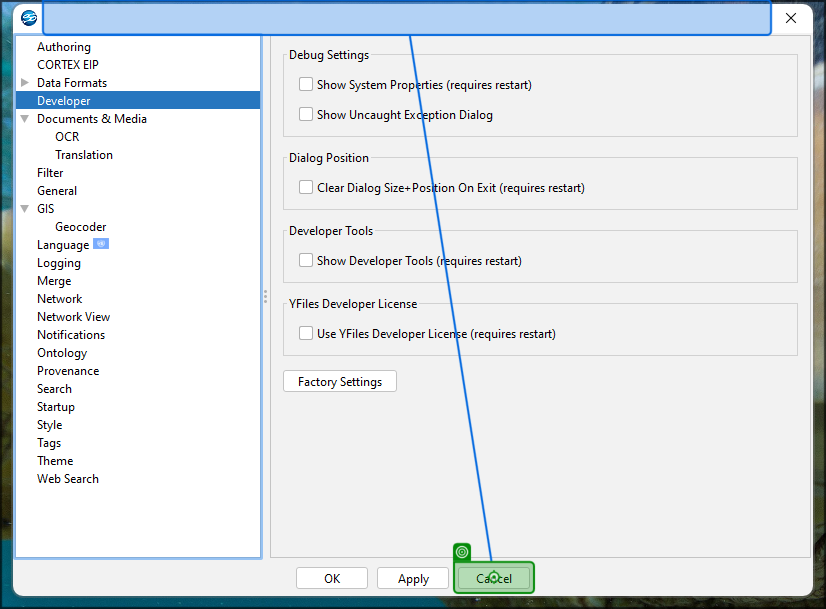 Authoring
CORTEX EIP
Data Formats
Developer
Documents & Media
OCR
Translation
Filter
General
GIS
Geocoder
Language
Logging
Merge
Network
Network View
Notifications
Ontology
Provenance
Search
Startup
Style
Tags
Theme
Web Search
Debug Settings
Show System Properties (requires restart)
Show Uncaught Exception Dialog
Dialog Position
Clear Dialog Size+Position On Exit (requires restart)
Developer Tools
Show Developer Tools (requires restart)
YFiles Developer License
Use YFiles Developer License (requires restart)
Factory Settings
OK Apply Cancel